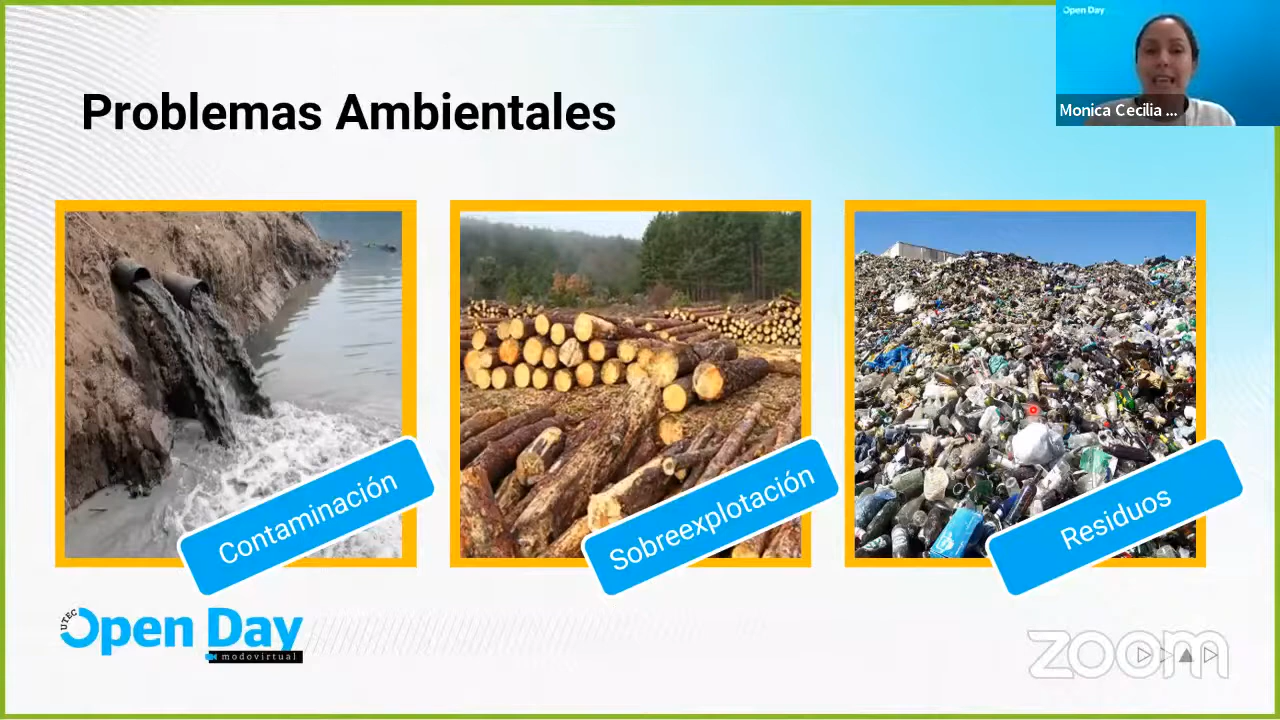 Open Day
Monica Cecilia ...
Problemas Ambientales
Contaminación
Sobreexplotación
Residuos
UTEC
Open Day
modovirtual
zoom